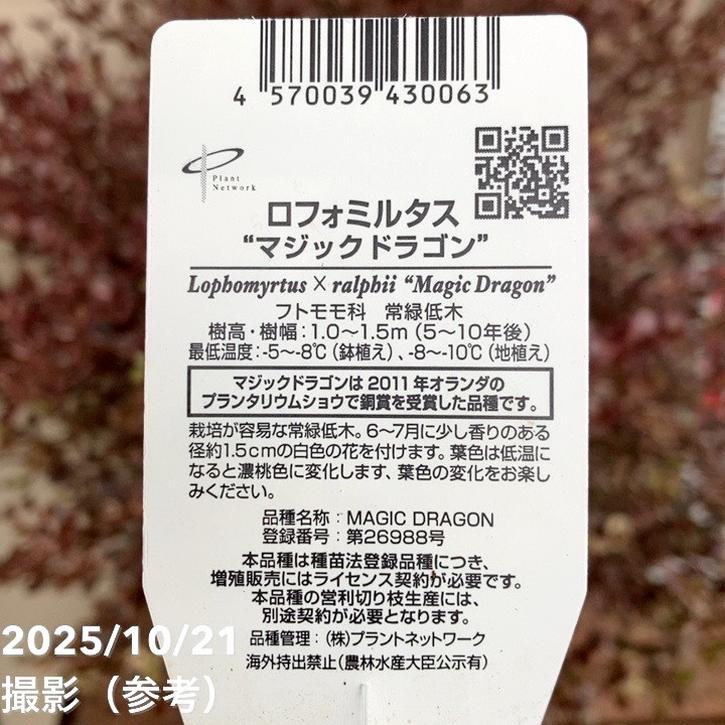 4 570039 430063
Plant
Network
ロフォミルタス
“マジックドラゴン”
Lophomyrtus × ralphii “Magic Dragon”
フトモモ科 常緑低木
樹高・樹幅：1.0～1.5m（5～10年後）
最低温度：-5～-8℃（鉢植え）、-8～-10℃（地植え）
マジックドラゴンは2011年オランダの
プランタリウムショウで銅賞を受賞した品種です。
栽培が容易な常緑低木。6～7月に少し香りのある
径約1.5cmの白色の花を付けます。葉色は低温に
なると濃桃色に変化します、葉色の変化をお楽し
みください。
品種名称：MAGIC DRAGON
登録番号：第26988号
本品種は種苗法登録品種につき、
増殖販売にはライセンス契約が必要です。
本品種の営利切り枝生産には、
別途契約が必要となります。
品種管理：（株）プラントネットワーク
海外持出禁止（農林水産大臣公示有）
2025/10/21
撮影（参考）